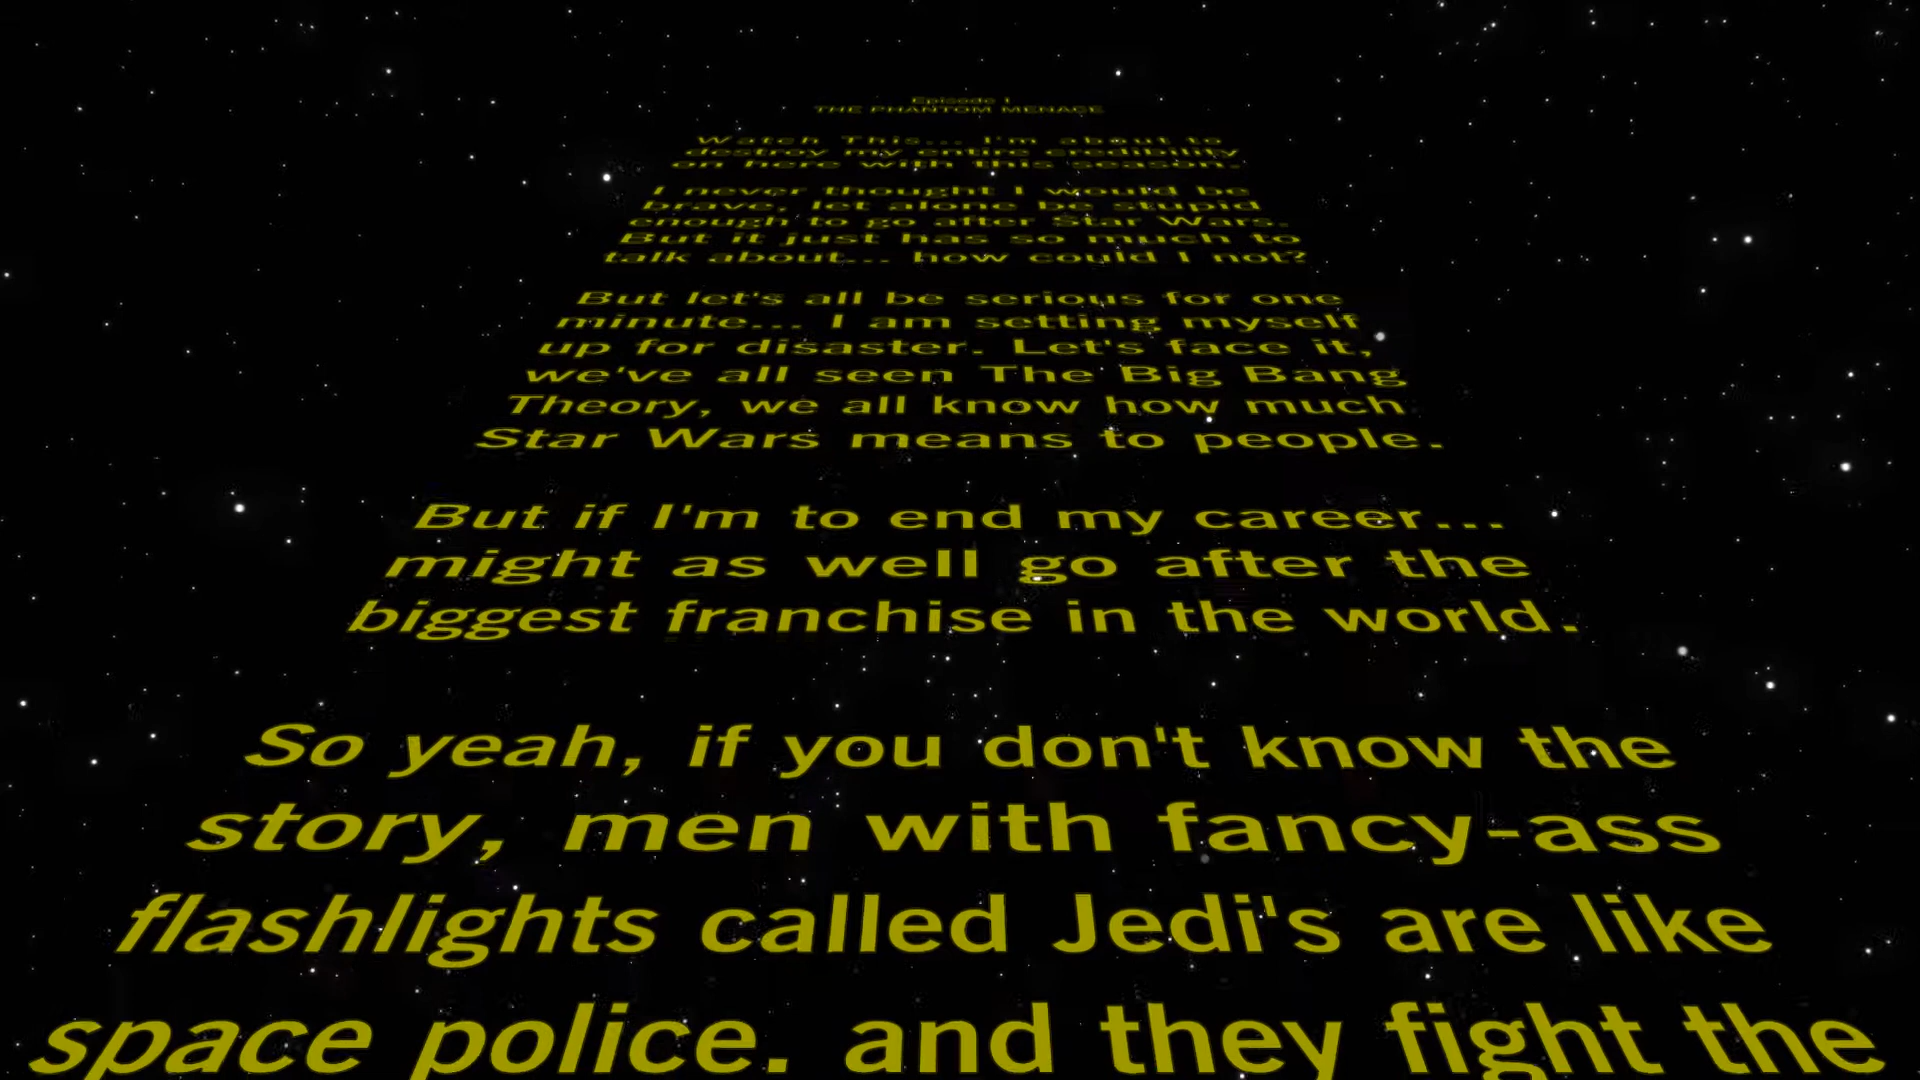 Episode I
THE PHANTOM MENACE
Watch This... I'm about to
destroy my entire credibility
on here with this season.
I never thought I would be
brave, let alone be stupid
enough to go after Star Wars.
But it just has so much to
talk about... how could I not?
But let's all be serious for one
minute... I am setting myself
up for disaster. Let's face it,
we've all seen The Big Bang
Theory, we all know how much
Star Wars means to people.
But if I'm to end my career...
might as well go after the
biggest franchise in the world.
So yeah, if you don't know the
story, men with fancy-ass
flashlights called Jedi's are like
space police. and they fight the